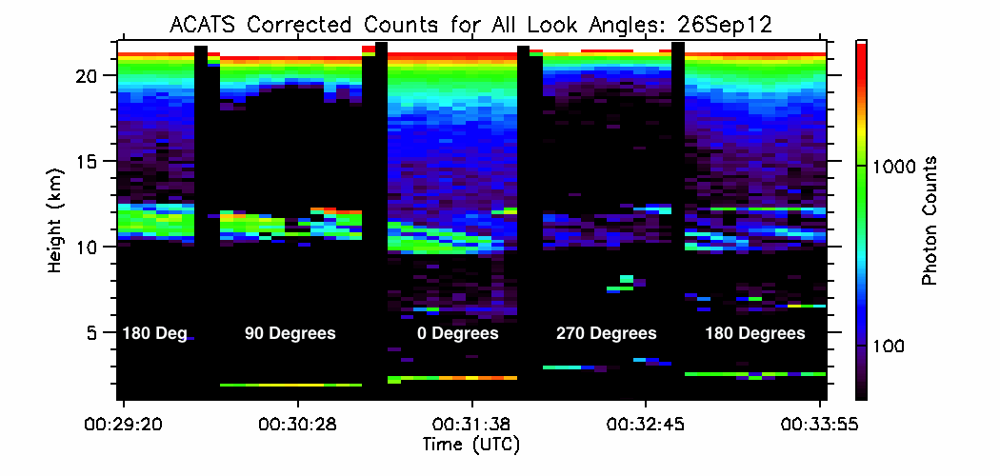 ACATS Corrected Counts for All Look Angles: 26Sep12
Height (km)
20
15
10
5
180 Deg
90 Degrees
0 Degrees
270 Degrees
180 Degrees
00:29:20
00:30:28
00:31:38
00:32:45
00:33:55
Time (UTC)
1000
100
Photon Counts